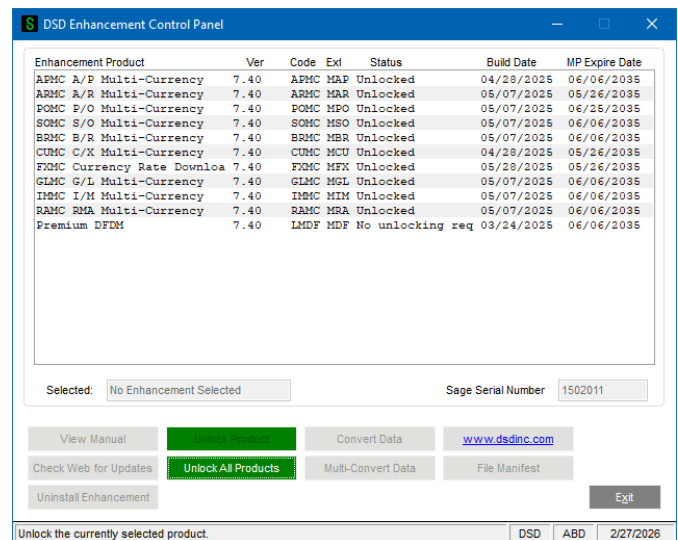 S DSD Enhancement Control Panel
Enhancement Product Ver Code Ext Status Build Date MP Expire Date
APMC A/P Multi-Currency 7.40 APMC MAP Unlocked 04/28/2025 06/06/2035
ARMC A/R Multi-Currency 7.40 ARMC MAR Unlocked 05/07/2025 05/26/2035
POMC P/O Multi-Currency 7.40 POMC MPO Unlocked 05/07/2025 06/25/2035
SOMC S/O Multi-Currency 7.40 SOMC MSO Unlocked 05/07/2025 06/06/2035
BRMC B/R Multi-Currency 7.40 BRMC MBR Unlocked 05/07/2025 06/06/2035
CUMC C/X Multi-Currency 7.40 CUMC MCU Unlocked 04/28/2025 05/26/2035
FXMC Currency Rate Downloa 7.40 FXMC MFX Unlocked 05/28/2025 05/26/2035
GLMC G/L Multi-Currency 7.40 GLMC MGL Unlocked 05/07/2025 06/06/2035
IMMC I/M Multi-Currency 7.40 IMMC MIM Unlocked 05/07/2025 06/06/2035
RAMC RMA Multi-Currency 7.40 RAMC MRA Unlocked 05/07/2025 06/06/2035
Premium DFDM 7.40 LMDF MDF No unlocking req 03/24/2025 06/06/2035
Selected: No Enhancement Selected Sage Serial Number 1502011
View Manual Unlock Product Convert Data www.dsdinc.com
Check Web for Updates Unlock All Products Multi-Convert Data File Manifest
Uninstall Enhancement Exit
Unlock the currently selected product. DSD ABD 2/27/2026